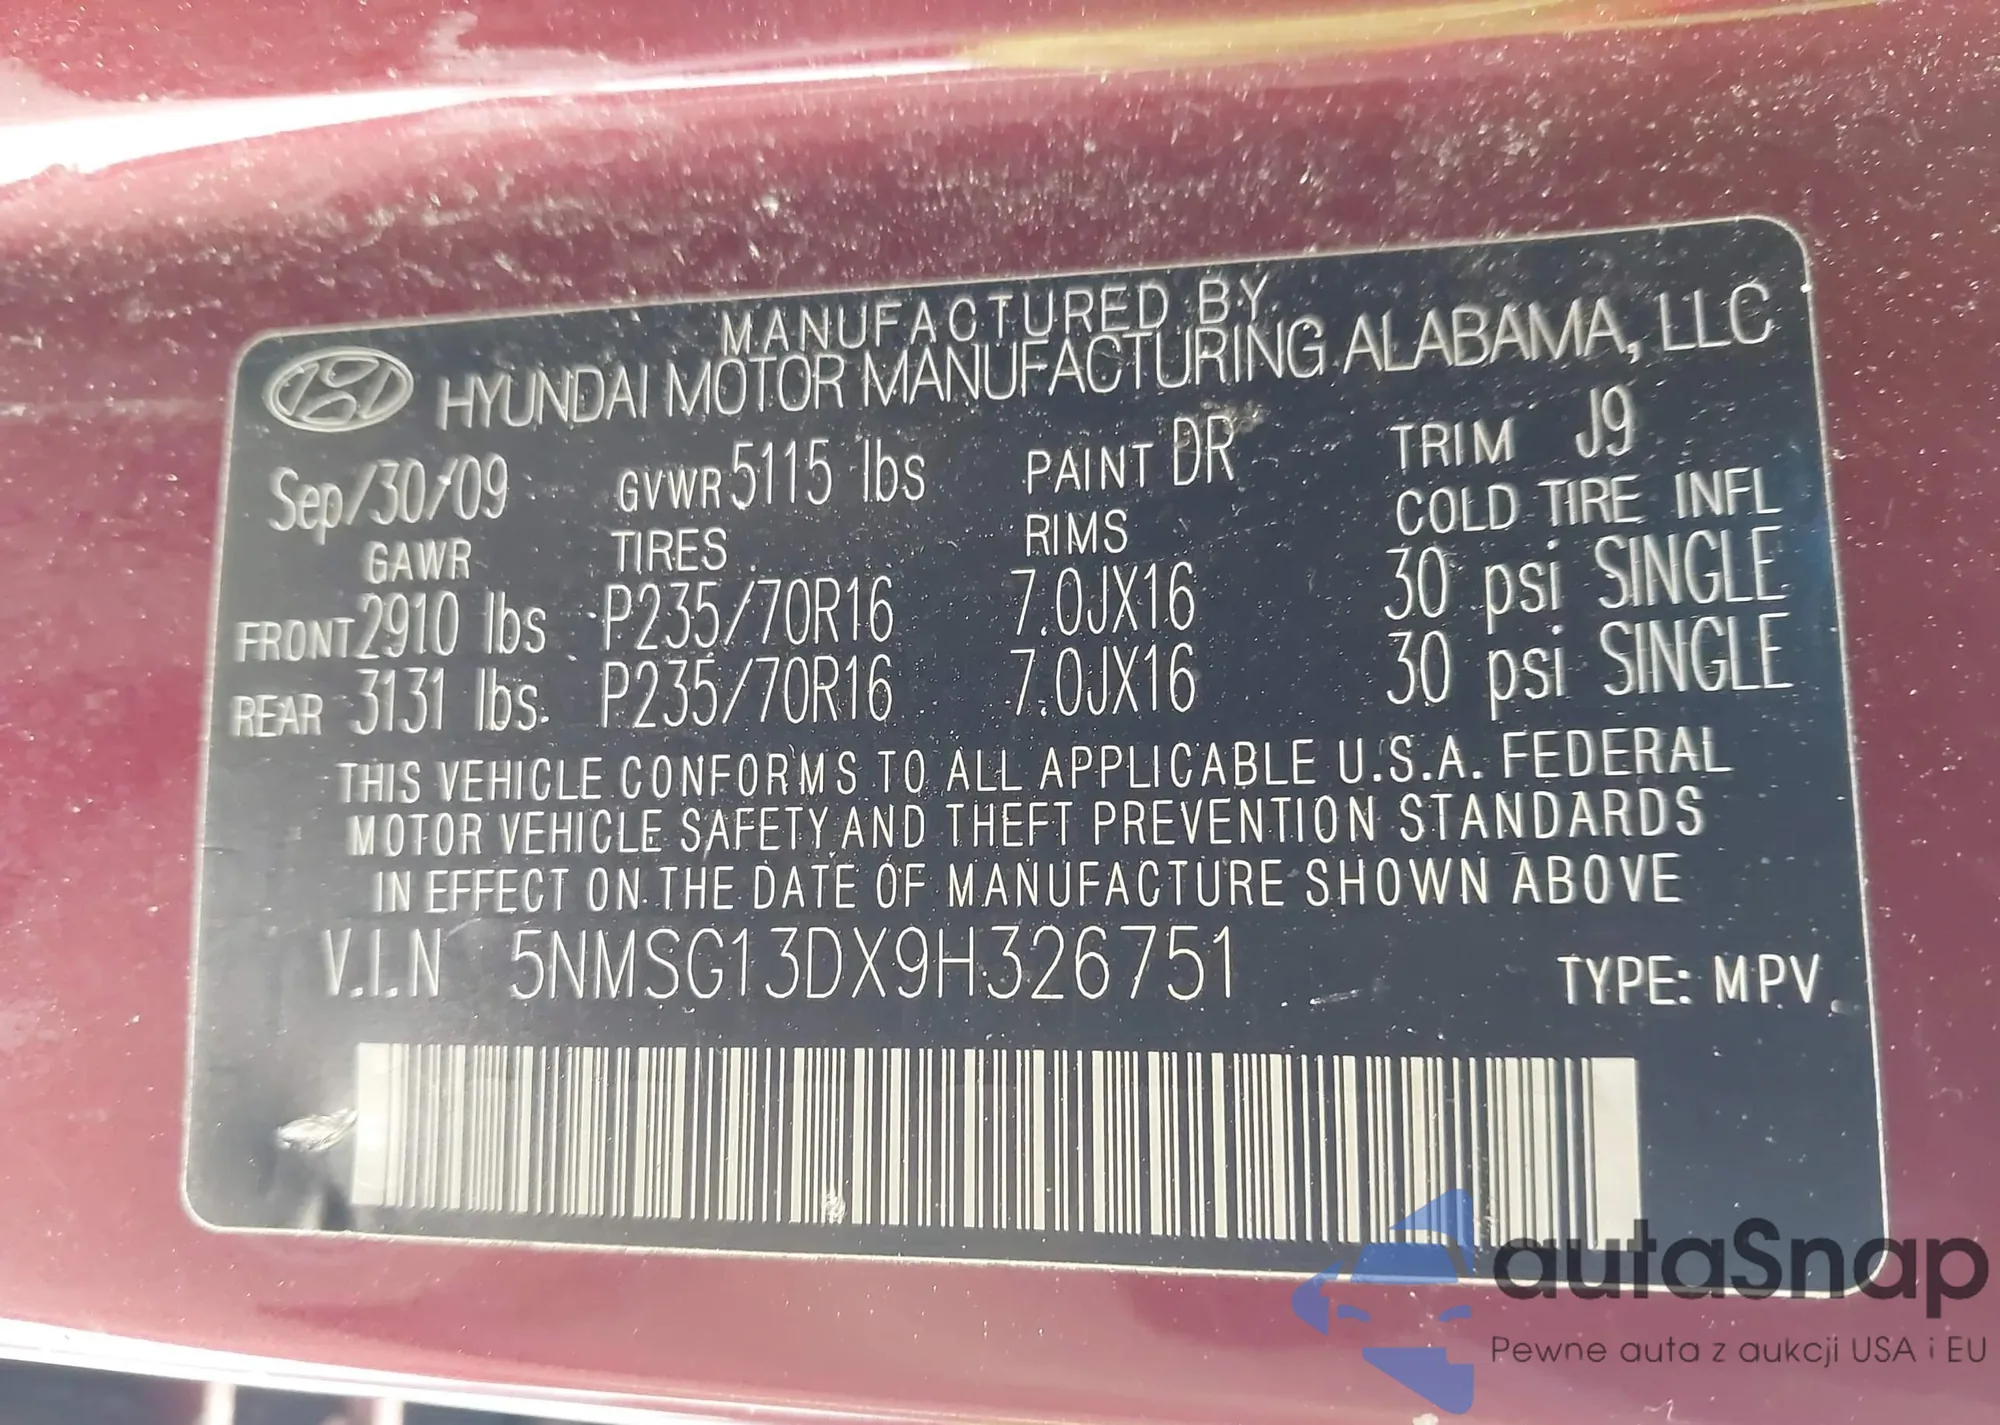 MANUFACTURED BY
HYUNDAI MOTOR MANUFACTURING ALABAMA, LLC
Sep/30/09 GVWR 5115 lbs PAINT DR TRIM J9
GAWR TIRES RIMS COLD TIRE INFL
FRONT 2910 lbs P235/70R16 7.0JX16 30 psi SINGLE
REAR 3131 lbs P235/70R16 7.0JX16 30 psi SINGLE
THIS VEHICLE CONFORMS TO ALL APPLICABLE U.S.A. FEDERAL
MOTOR VEHICLE SAFETY AND THEFT PREVENTION STANDARDS
IN EFFECT ON THE DATE OF MANUFACTURE SHOWN ABOVE
V.I.N 5NMSG13DX9H326751 TYPE: MPV
autaSnap
Pewne auta z aukcji USA i EU